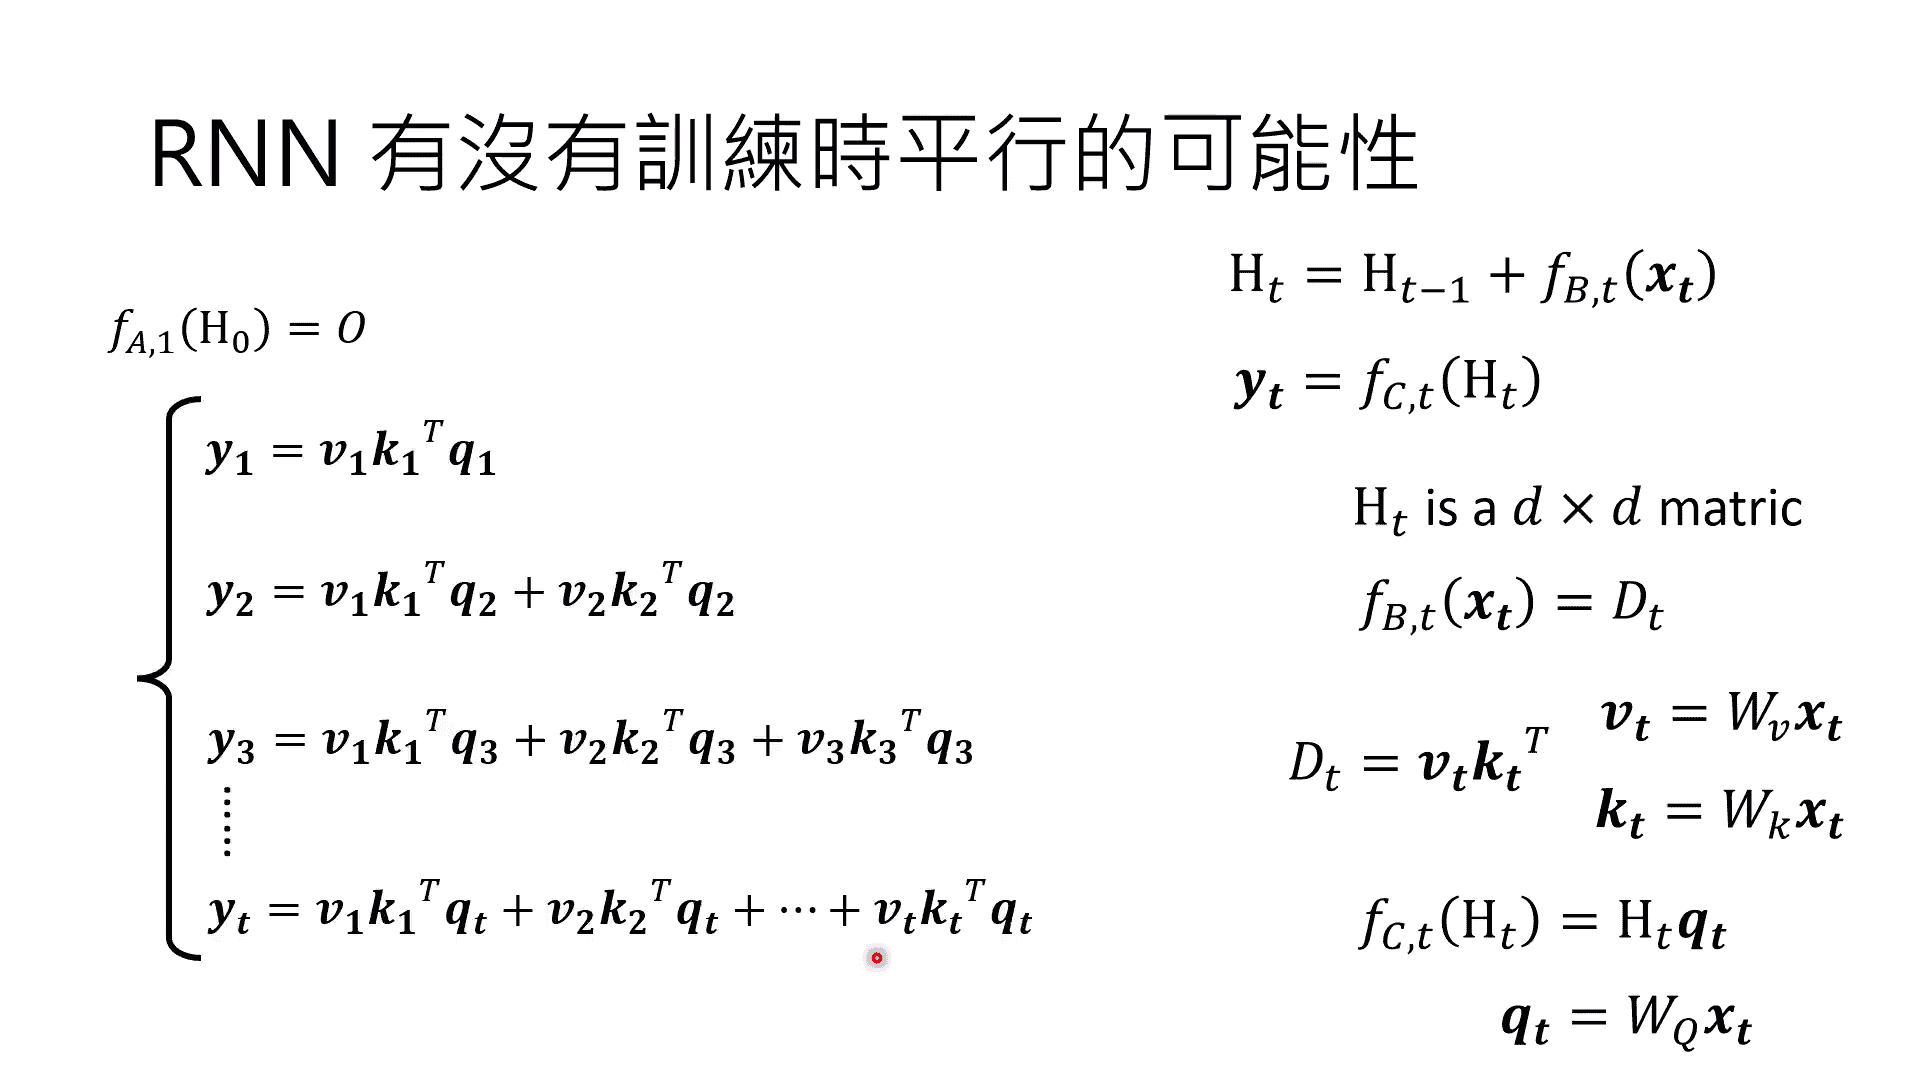 RNN 有沒有訓練時平行的可能性
f_{A,1}(H_0) = O
y_1 = v_1 k_1^T q_1
y_2 = v_1 k_1^T q_2 + v_2 k_2^T q_2
y_3 = v_1 k_1^T q_3 + v_2 k_2^T q_3 + v_3 k_3^T q_3
y_t = v_1 k_1^T q_t + v_2 k_2^T q_t + ⋯ + v_t k_t^T q_t
H_t = H_{t−1} + f_{B,t}(x_t)
y_t = f_{C,t}(H_t)
H_t is a d × d matric
f_{B,t}(x_t) = D_t
D_t = v_t k_t^T
v_t = W_v x_t
k_t = W_k x_t
f_{C,t}(H_t) = H_t q_t
q_t = W_Q x_t